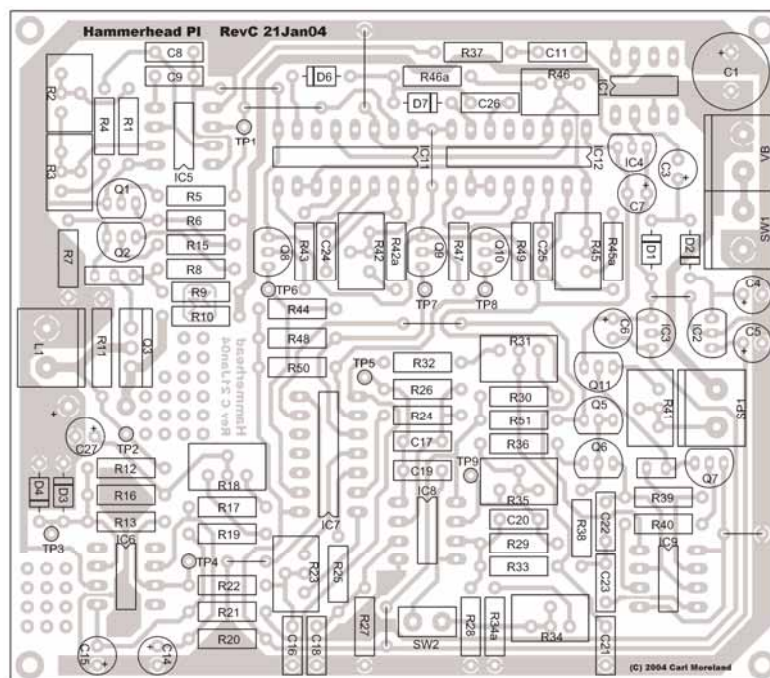 Hammerhead PI RevC 21Jan04
C8
R37
C11
C1
C9
D6
R46a
R46
IC1
R2
D7
C26
R4
R1
TP1
VB
IC4
R3
IC5
IC11
IC12
C3
Q1
R5
C7
SW1
R6
Q2
R15
Q8
R43
C24
R42
R42a
Q9
R47
Q10
R49
C25
R45
R45a
D1
D2
R7
R8
R9
TP6
TP7
TP8
C4
R10
R44
C6
IC3
IC2
C5
L1
R11
Q3
R48
R31
Hammerhead
Rev C 21Jan04
TP5
R32
R50
Q11
R26
R30
R41
SP1
R24
R51
Q5
C27
TP2
C17
R36
R12
C19
TP9
Q6
Q7
R18
IC8
R35
D4
D3
R16
R17
R39
IC7
C20
R38
C22
R13
R19
R40
TP3
IC6
R29
IC9
TP4
R23
R25
R33
R22
C23
R21
R27
SW2
R28
R34a
R34
R20
C16
C18
C21
C15
C14
(C) 2004 Carl Moreland